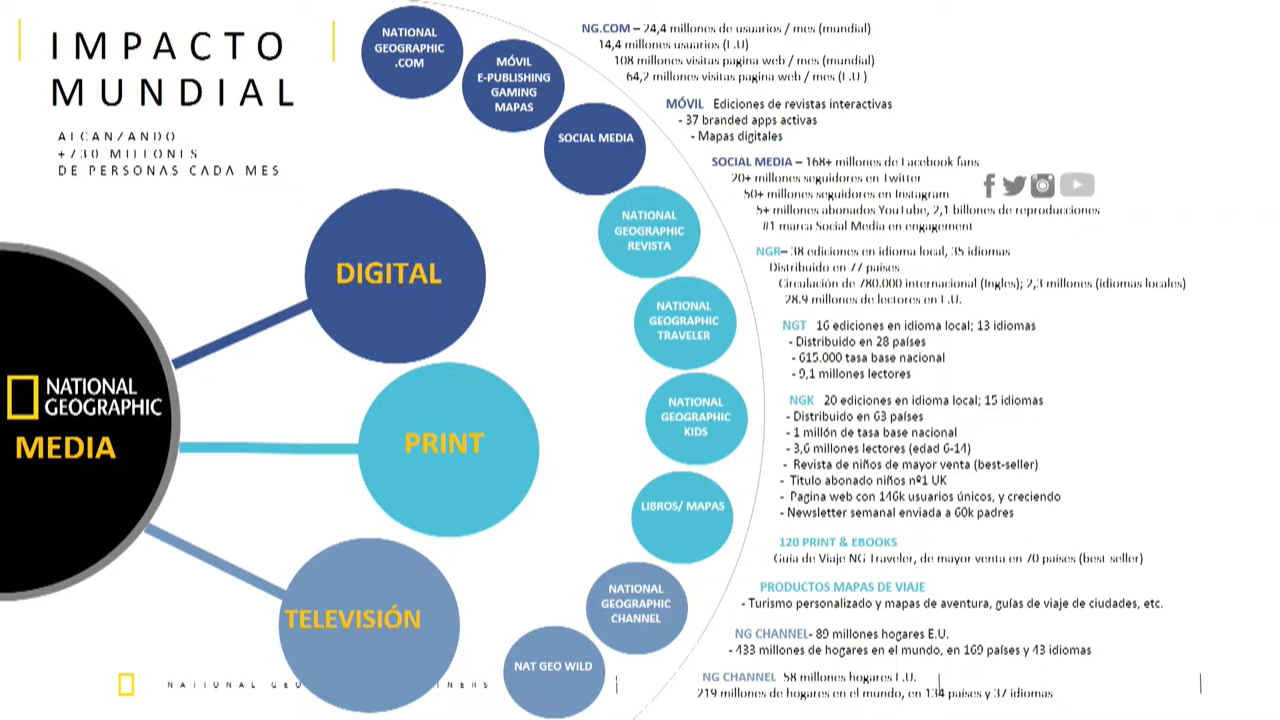 IMPACTO
MUNDIAL
ALCANZANDO
+730 MILLONES
DE PERSONAS CADA MES
NATIONAL
GEOGRAPHIC
MEDIA
DIGITAL
PRINT
TELEVISIÓN
NATIONAL
GEOGRAPHIC
.COM
MÓVIL
E-PUBLISHING
GAMING
MAPAS
SOCIAL MEDIA
NATIONAL
GEOGRAPHIC
REVISTA
NATIONAL
GEOGRAPHIC
TRAVELER
NATIONAL
GEOGRAPHIC
KIDS
LIBROS/ MAPAS
NATIONAL
GEOGRAPHIC
CHANNEL
NAT GEO WILD
NG.COM – 24,4 millones de usuarios / mes (mundial)
14,4 millones usuarios (E.U)
108 millones visitas pagina web / mes (mundial)
64,2 millones visitas pagina web / mes (E.U )
MÓVIL Ediciones de revistas interactivas
- 37 branded apps activas
- Mapas digitales
SOCIAL MEDIA – 168+ millones de Facebook fans
20+ millones seguidores en Twitter
50+ millones seguidores en Instagram
5+ millones abonados YouTube, 2,1 billones de reproducciones
#1 marca Social Media en engagement
NGR– 38 ediciones en idioma local, 35 idiomas
Distribuido en 77 países
Circulación de 780.000 internacional (Ingles); 2,3 millones (idiomas locales)
28.9 millones de lectores en E.U.
NGT 16 ediciones en idioma local; 13 idiomas
- Distribuido en 28 países
- 615.000 tasa base nacional
- 9,1 millones lectores
NGK 20 ediciones en idioma local; 15 idiomas
- Distribuido en 63 países
- 1 millón de tasa base nacional
- 3,6 millones lectores (edad 6-14)
- Revista de niños de mayor venta (best-seller)
- Titulo abonado niños nº1 UK
- Pagina web con 146k usuarios únicos, y creciendo
- Newsletter semanal enviada a 60k padres
120 PRINT & EBOOKS
Guía de Viaje NG Traveler, de mayor venta en 70 países (best seller)
PRODUCTOS MAPAS DE VIAJE
- Turismo personalizado y mapas de aventura, guías de viaje de ciudades, etc.
NG CHANNEL- 89 millones hogares E.U.
- 433 millones de hogares en el mundo, en 169 países y 43 idiomas
NG CHANNEL 58 millones hogares E.U.
219 millones de hogares en el mundo, en 134 países y 37 idiomas
NATIONAL GEO